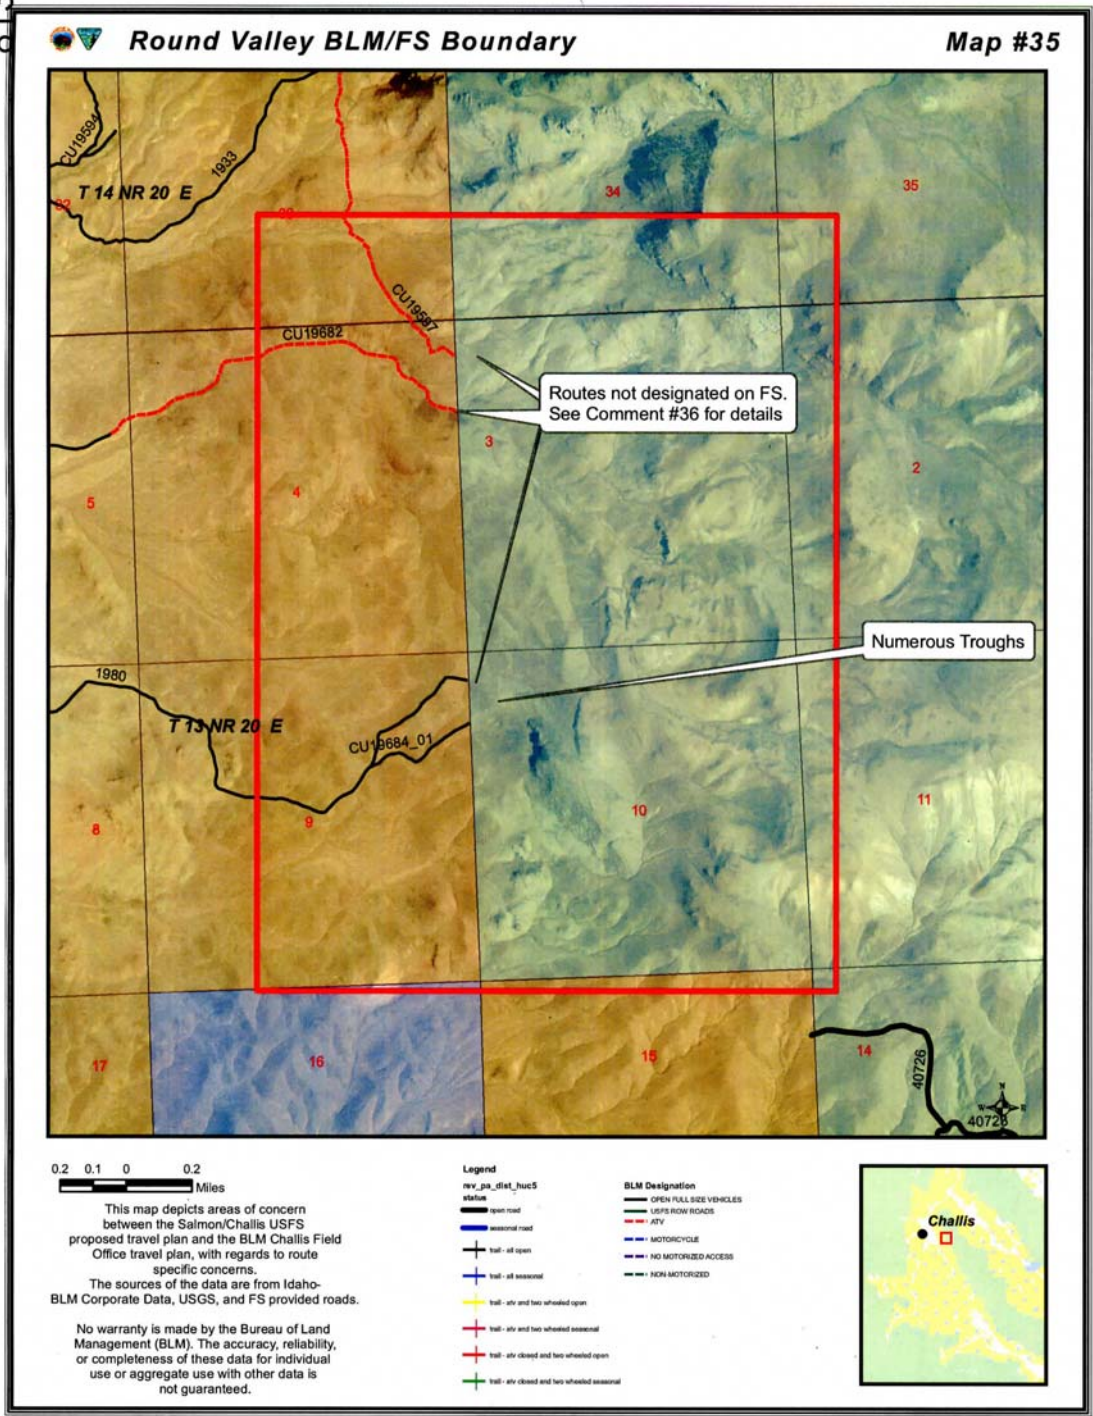 Round Valley BLM/FS Boundary
Map #35
CU19594
1933
T 14 NR 20 E
34
35
CU19587
CU19682
Routes not designated on FS.
See Comment #36 for details
3
2
5
4
Numerous Troughs
1980
T 13 NR 20 E
CU19684_01
8
9
10
11
17
16
15
14
40726
N
W
E
0.2 0.1 0 0.2
Miles
This map depicts areas of concern
between the Salmon/Challis USFS
proposed travel plan and the BLM Challis Field
Office travel plan, with regards to route
specific concerns.
The sources of the data are from Idaho-
BLM Corporate Data, USGS, and FS provided roads.
No warranty is made by the Bureau of Land
Management (BLM). The accuracy, reliability,
or completeness of these data for individual
use or aggregate use with other data is
not guaranteed.
Legend
rev_pa_dist_huc5
status
open road
seasonal road
trail - all open
trail - all seasonal
trail - atv and two wheeled open
trail - atv and two wheeled seasonal
trail - atv closed and two wheeled open
trail - atv closed and two wheeled seasonal
BLM Designation
OPEN FULL SIZE VEHICLES
USFS ROW ROADS
ATV
MOTORCYCLE
NO MOTORIZED ACCESS
NON-MOTORIZED
Challis